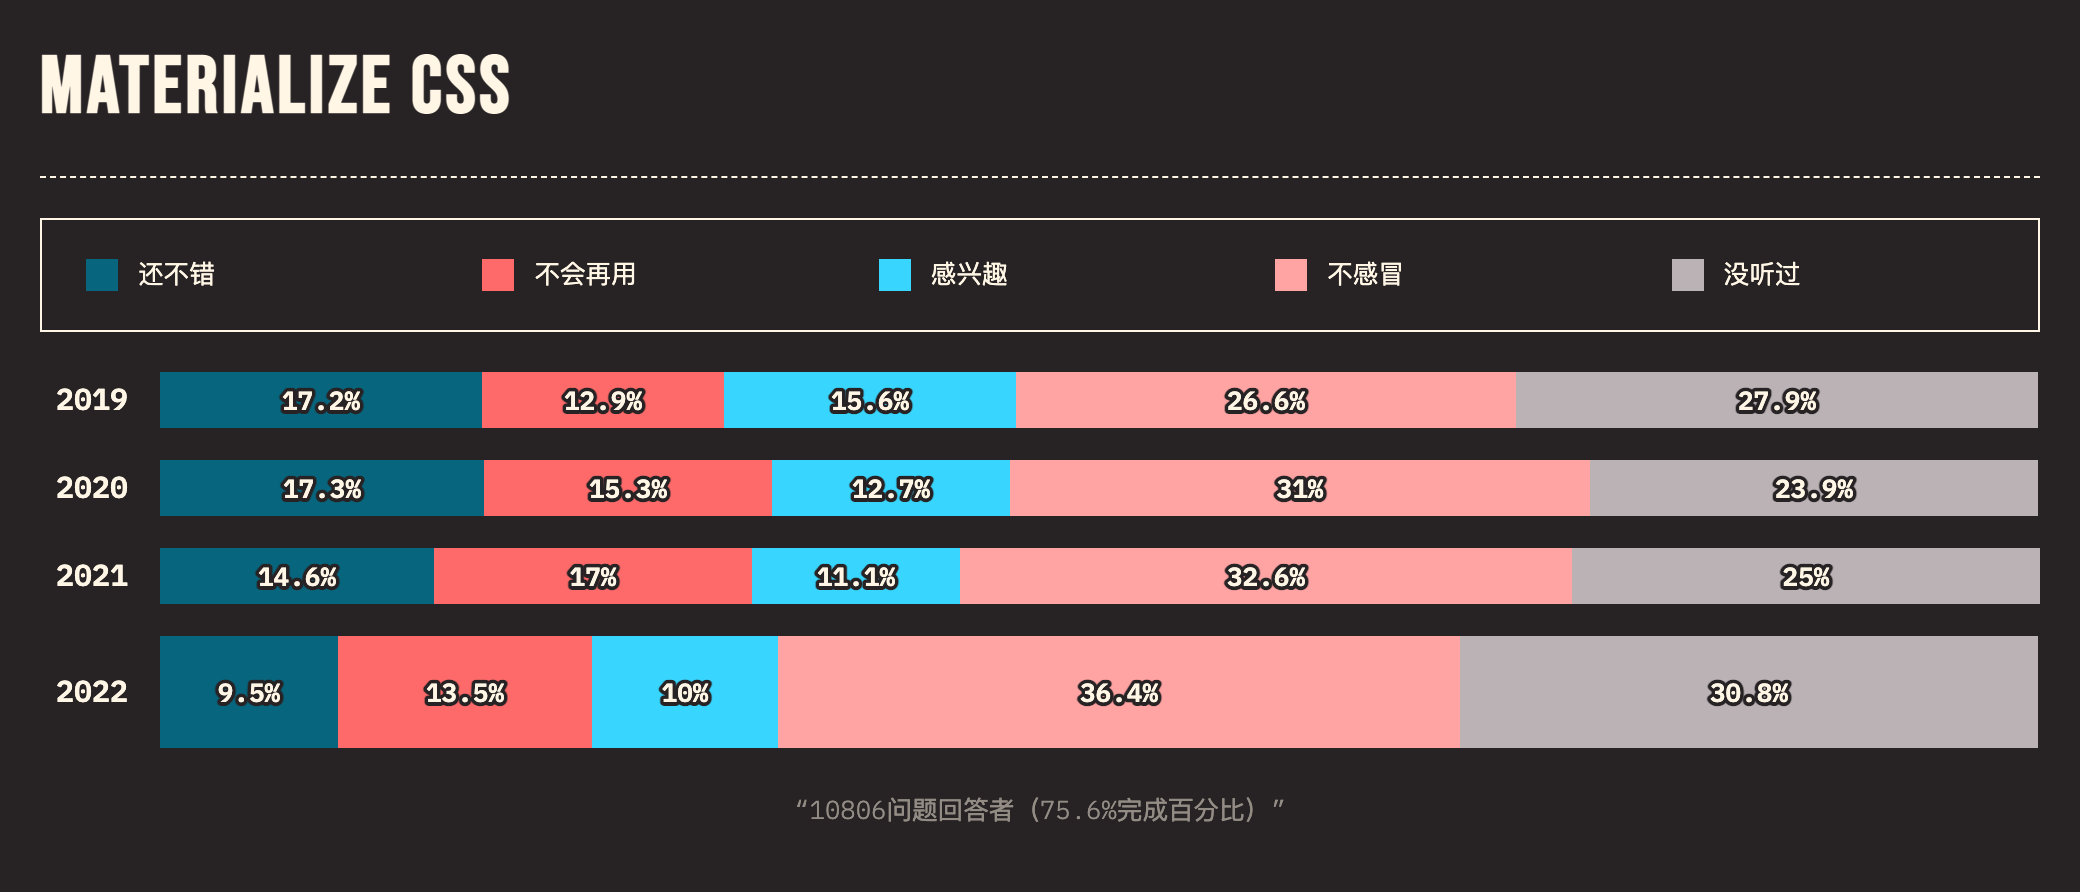 MATERIALIZE CSS
还不错 不会再用 感兴趣 不感冒 没听过
2019 17.2% 12.9% 15.6% 26.6% 27.9%
2020 17.3% 15.3% 12.7% 31% 23.9%
2021 14.6% 17% 11.1% 32.6% 25%
2022 9.5% 13.5% 10% 36.4% 30.8%
“10806问题回答者（75.6%完成百分比）”